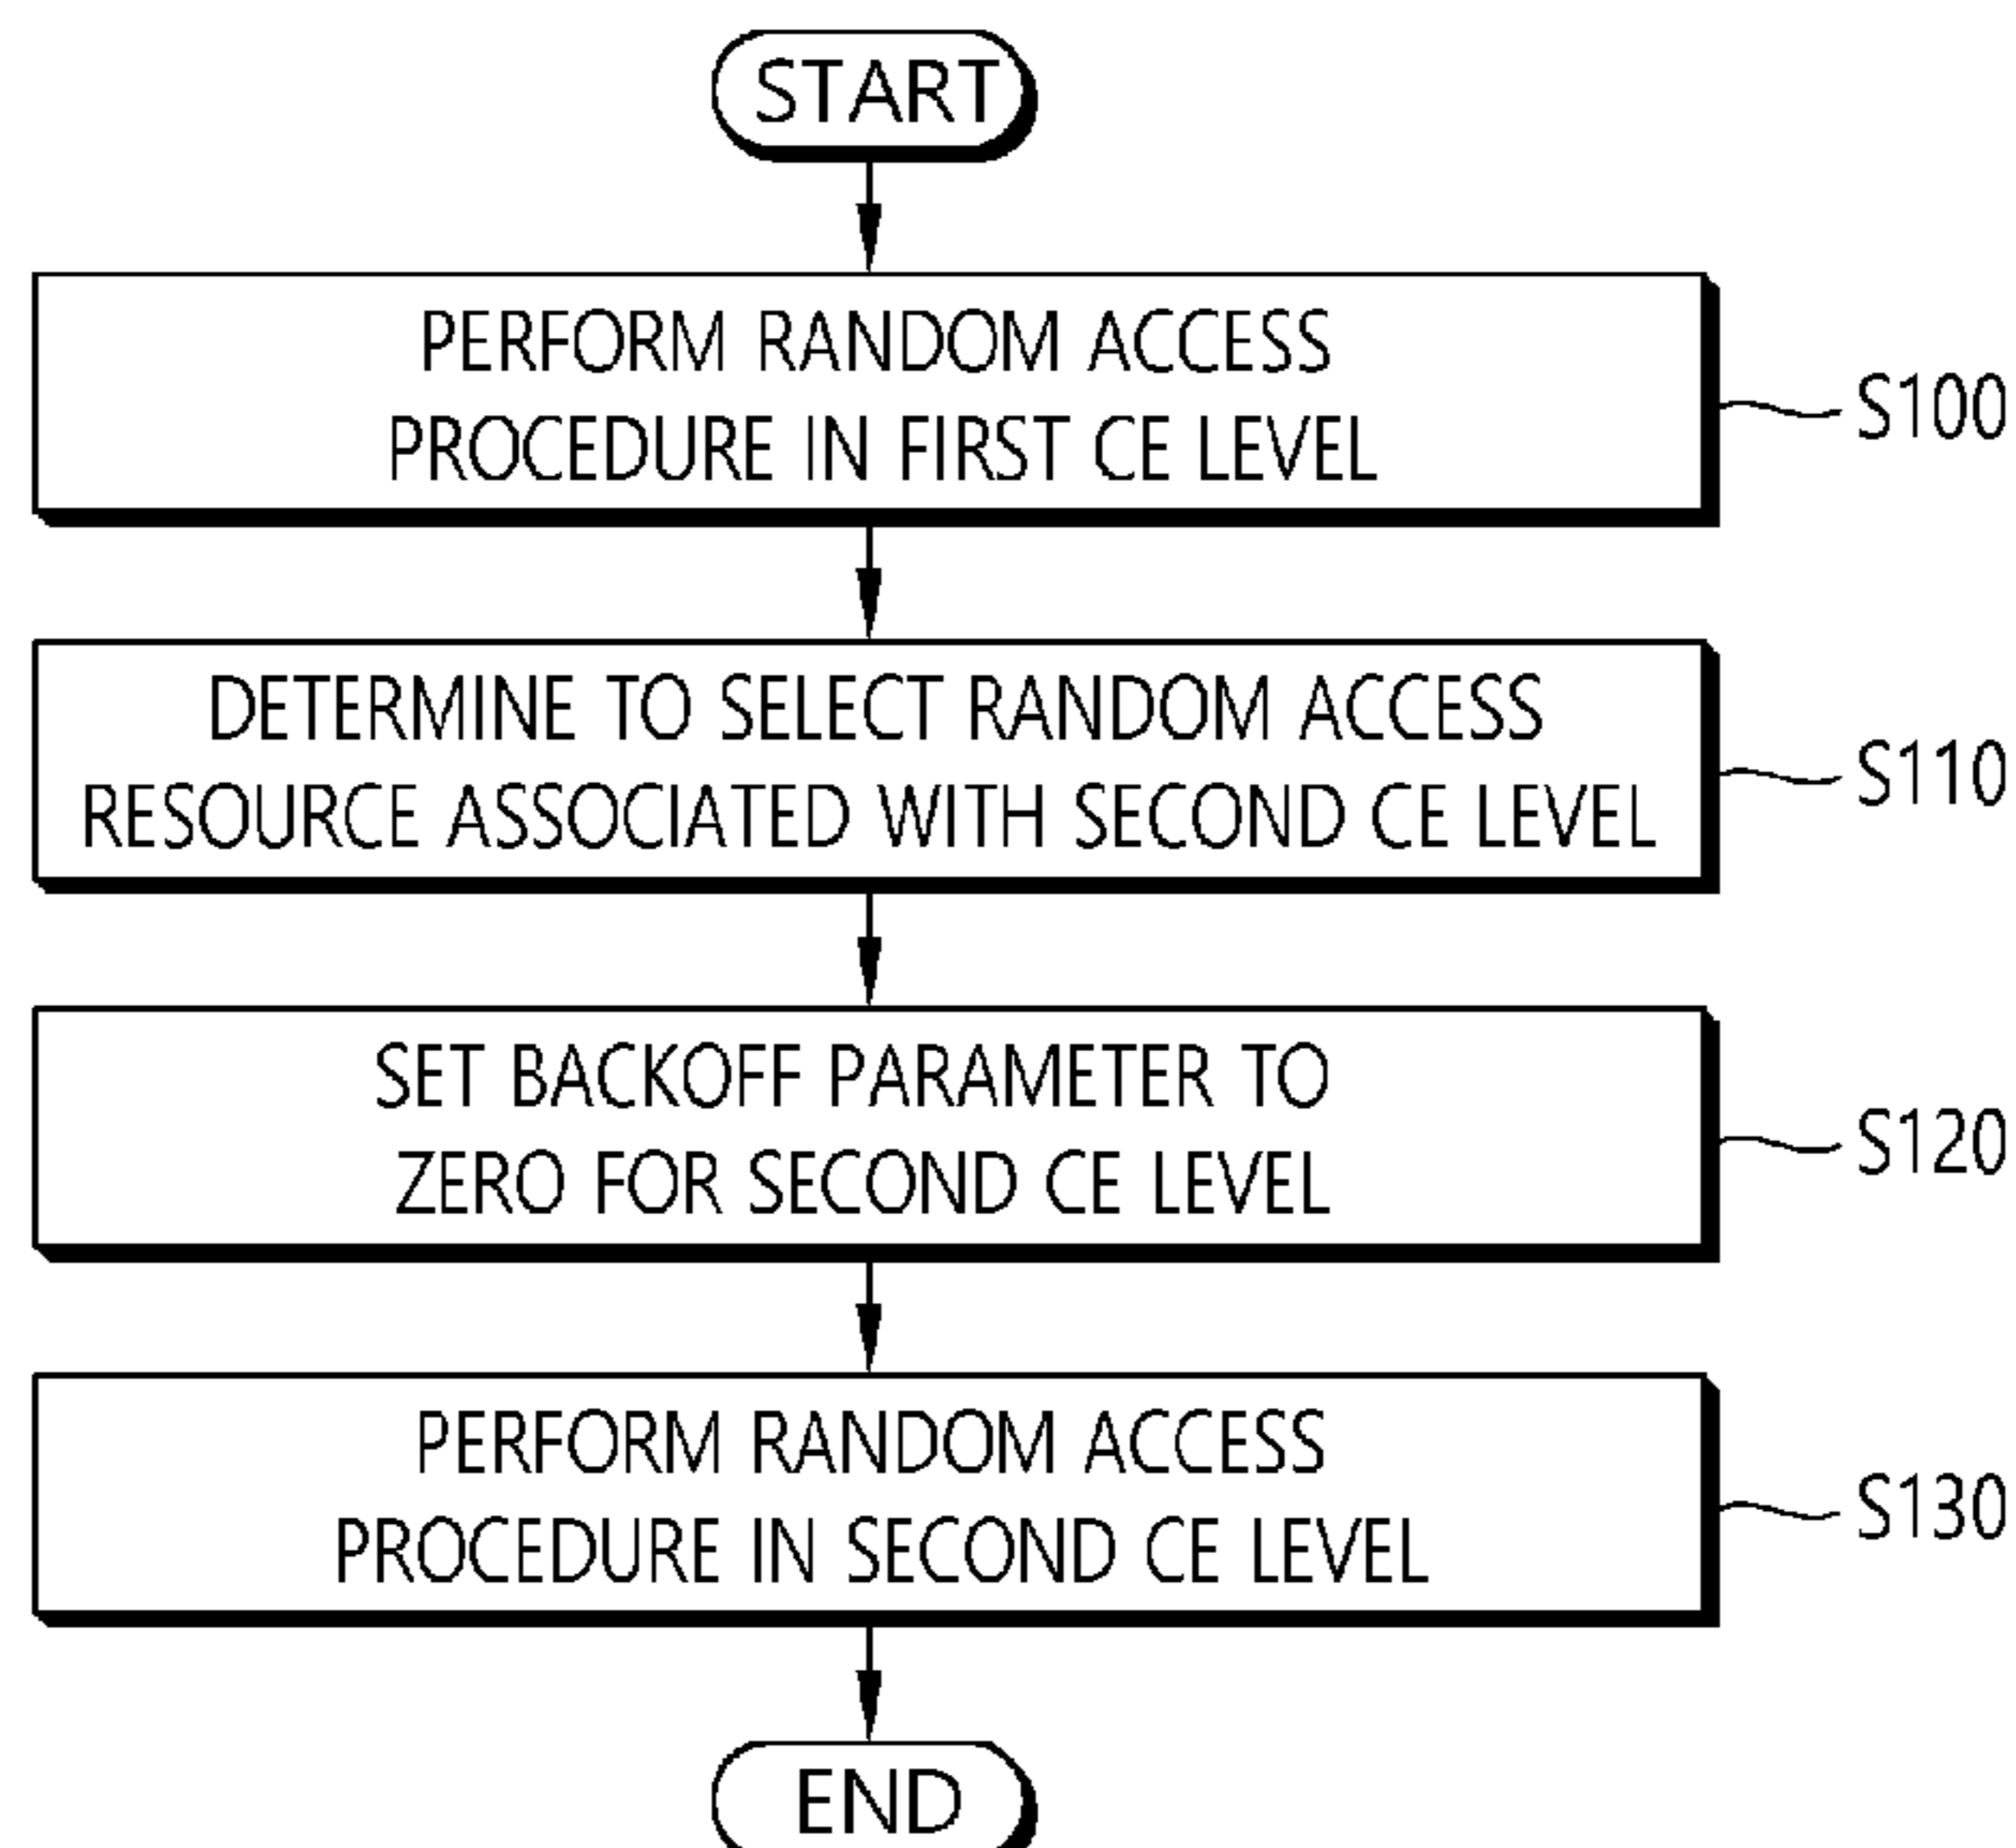 START
PERFORM RANDOM ACCESS
PROCEDURE IN FIRST CE LEVEL
S100
DETERMINE TO SELECT RANDOM ACCESS
RESOURCE ASSOCIATED WITH SECOND CE LEVEL
S110
SET BACKOFF PARAMETER TO
ZERO FOR SECOND CE LEVEL
S120
PERFORM RANDOM ACCESS
PROCEDURE IN SECOND CE LEVEL
S130
END